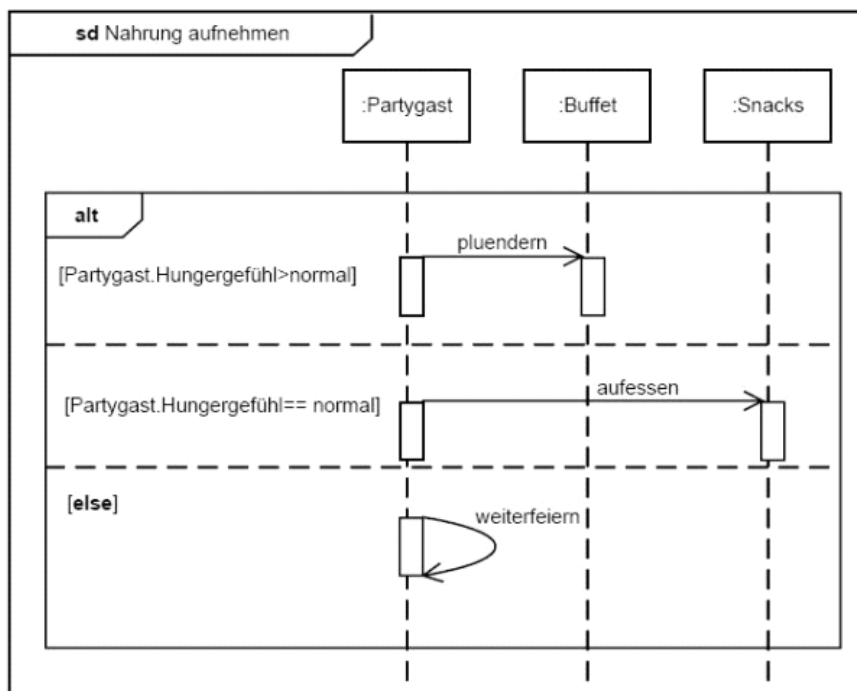 sd Nahrung aufnehmen
:Partygast
:Buffet
:Snacks
alt
pluendern
[Partygast.Hungergefühl>normal]
aufessen
[Partygast.Hungergefühl== normal]
[else]
weiterfeiern